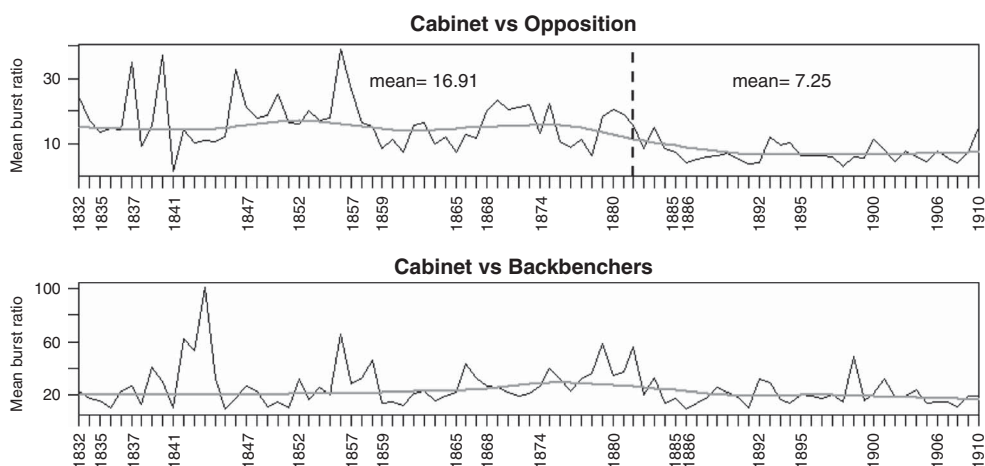 Cabinet vs Opposition
Mean burst ratio
30
10
mean= 16.91
mean= 7.25
1832 1835 1837 1841 1847 1852 1857 1859 1865 1868 1874 1880 1885 1886 1892 1895 1900 1906 1910
Cabinet vs Backbenchers
Mean burst ratio
100
60
20
1832 1835 1837 1841 1847 1852 1857 1859 1865 1868 1874 1880 1885 1886 1892 1895 1900 1906 1910